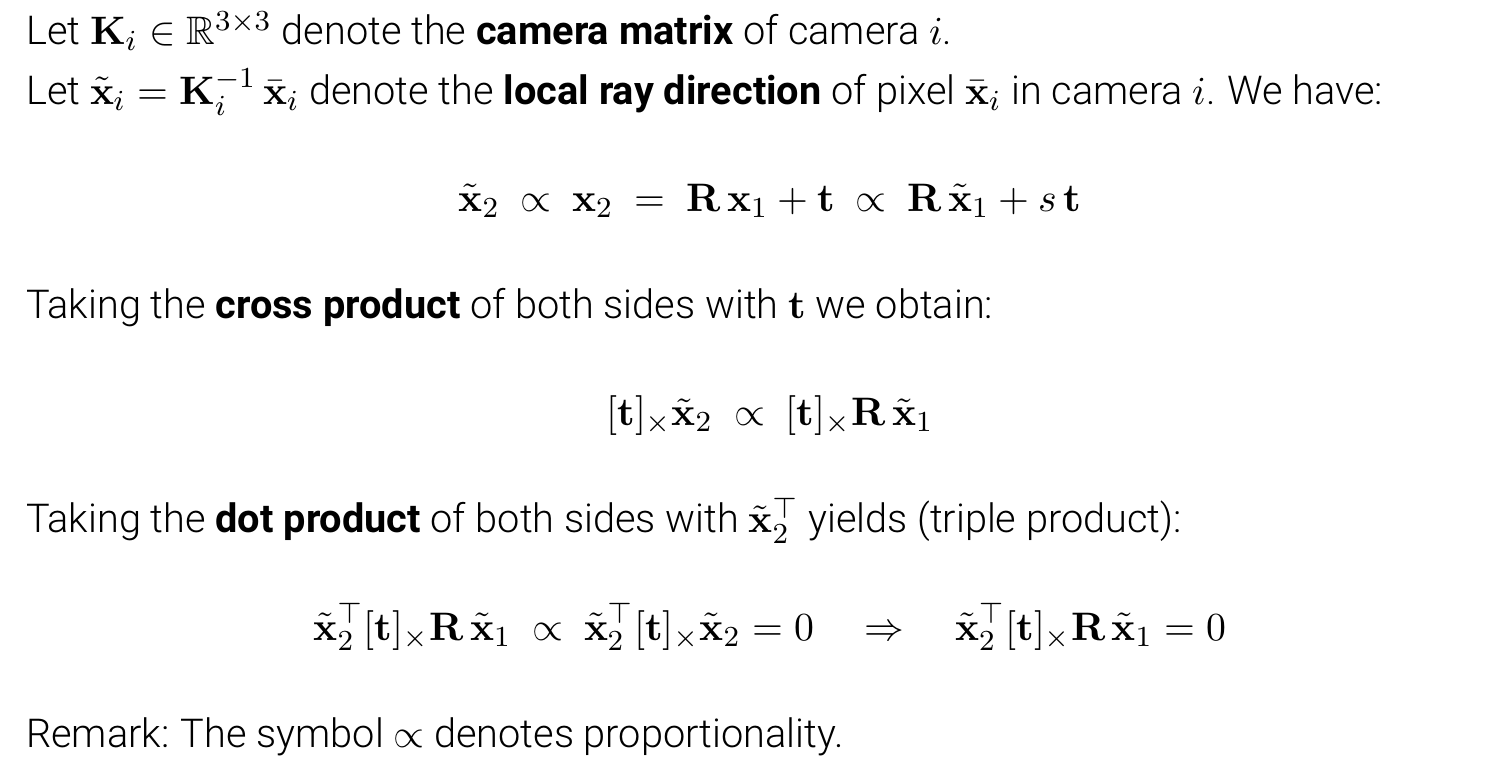 Let K_i ∈ ℝ^{3×3} denote the camera matrix of camera i.
Let x̃_i = K_i^{−1} x̄_i denote the local ray direction of pixel x̄_i in camera i. We have:
x̃_2 ∝ x_2 = R x_1 + t ∝ R x̃_1 + s t
Taking the cross product of both sides with t we obtain:
[t]_× x̃_2 ∝ [t]_× R x̃_1
Taking the dot product of both sides with x̃_2^⊤ yields (triple product):
x̃_2^⊤ [t]_× R x̃_1 ∝ x̃_2^⊤ [t]_× x̃_2 = 0 ⇒ x̃_2^⊤ [t]_× R x̃_1 = 0
Remark: The symbol ∝ denotes proportionality.